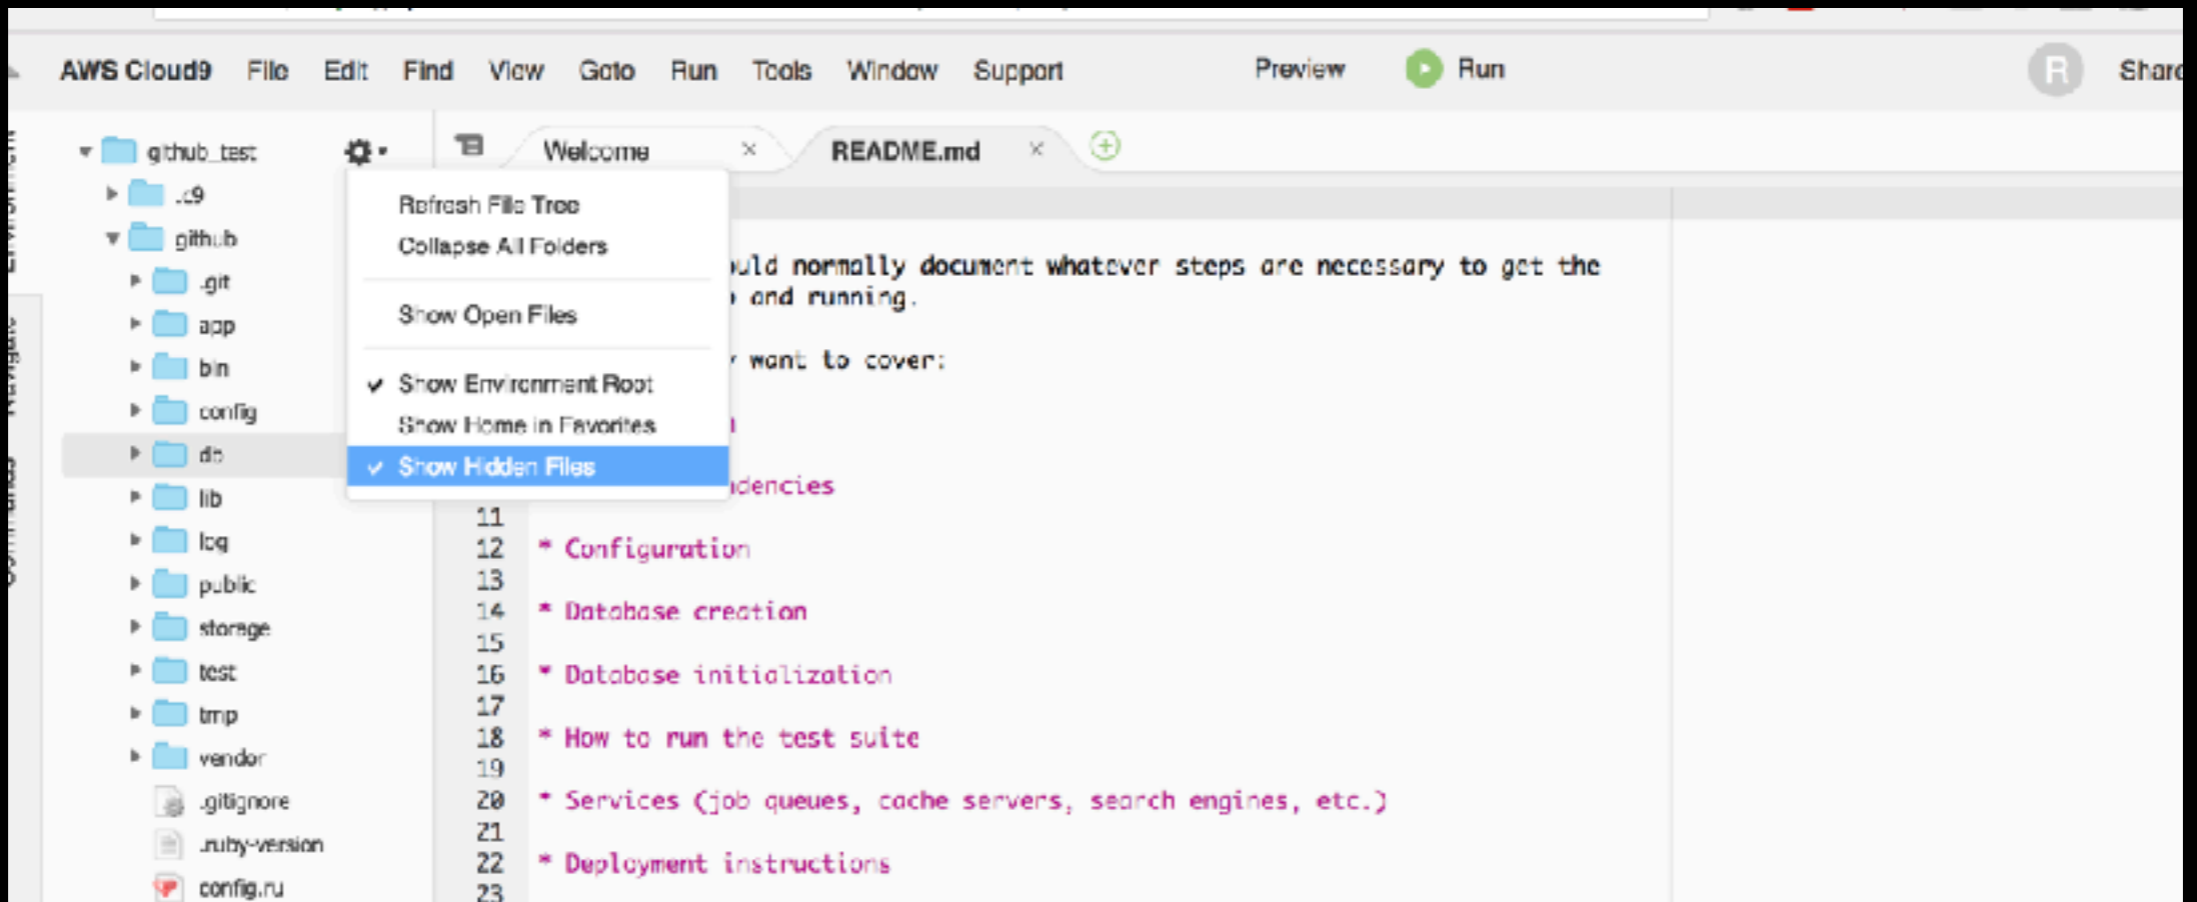 AWS Cloud9 File Edit Find View Goto Run Tools Window Support Preview Run R Share
github_test
.c9
github
.git
app
bin
config
db
lib
log
public
storage
test
tmp
vendor
.gitignore
.ruby-version
config.ru
Refresh File Tree
Collapse All Folders
Show Open Files
Show Environment Root
Show Home in Favorites
Show Hidden Files
Welcome README.md
uld normally document whatever steps are necessary to get the
and running.
want to cover:
dencies
11
12 * Configuration
13
14 * Database creation
15
16 * Database initialization
17
18 * How to run the test suite
19
20 * Services (job queues, cache servers, search engines, etc.)
21
22 * Deployment instructions
23